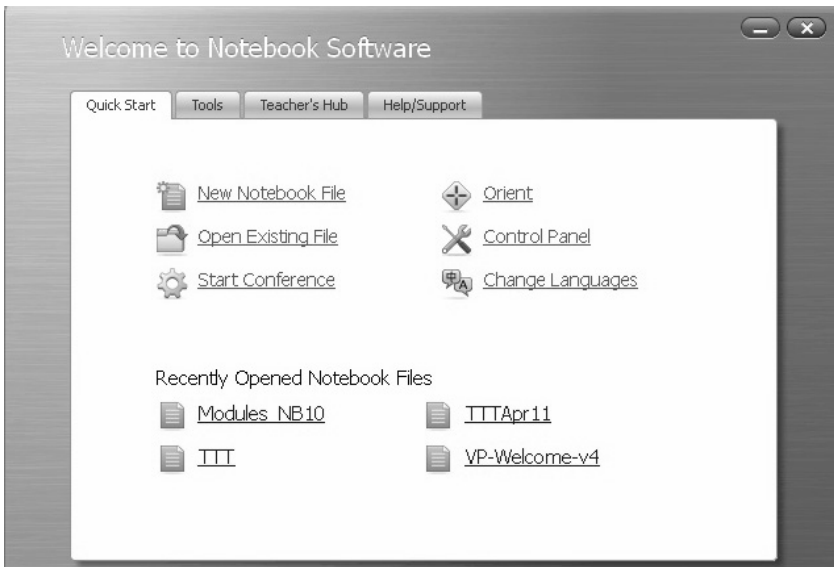 Welcome to Notebook Software
Quick Start Tools Teacher's Hub Help/Support
New Notebook File Orient
Open Existing File Control Panel
Start Conference Change Languages
Recently Opened Notebook Files
Modules_NB10 TTTApr11
TTT VP-Welcome-v4